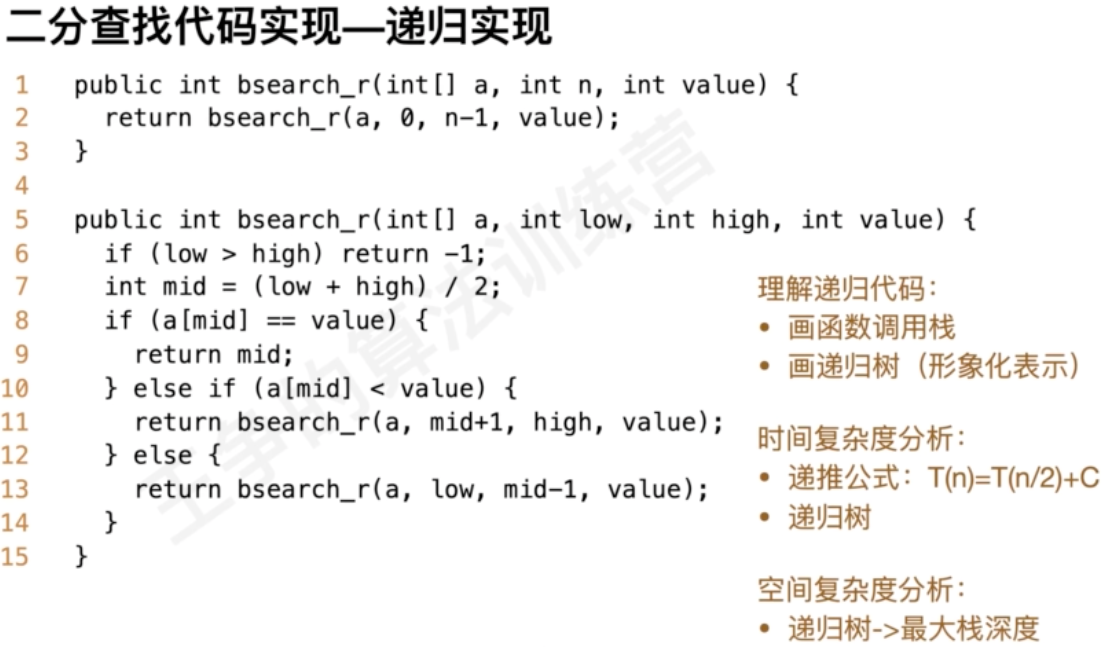 二分查找代码实现—递归实现
1 public int bsearch_r(int[] a, int n, int value) {
2 return bsearch_r(a, 0, n-1, value);
3 }
4
5 public int bsearch_r(int[] a, int low, int high, int value) {
6 if (low > high) return -1;
7 int mid = (low + high) / 2;
8 if (a[mid] == value) {
9 return mid;
10 } else if (a[mid] < value) {
11 return bsearch_r(a, mid+1, high, value);
12 } else {
13 return bsearch_r(a, low, mid-1, value);
14 }
15 }
理解递归代码：
• 画函数调用栈
• 画递归树（形象化表示）
时间复杂度分析：
• 递推公式：T(n)=T(n/2)+C
• 递归树
空间复杂度分析：
• 递归树->最大栈深度
王争的算法训练营